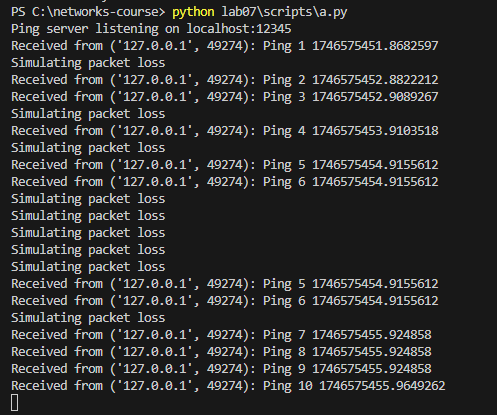 PS C:\networks-course> python lab07\scripts\a.py
Ping server listening on localhost:12345
Received from ('127.0.0.1', 49274): Ping 1 1746575451.8682597
Simulating packet loss
Received from ('127.0.0.1', 49274): Ping 2 1746575452.8822212
Received from ('127.0.0.1', 49274): Ping 3 1746575452.9089267
Simulating packet loss
Received from ('127.0.0.1', 49274): Ping 4 1746575453.9103518
Simulating packet loss
Received from ('127.0.0.1', 49274): Ping 5 1746575454.9155612
Received from ('127.0.0.1', 49274): Ping 6 1746575454.9155612
Simulating packet loss
Simulating packet loss
Simulating packet loss
Simulating packet loss
Simulating packet loss
Received from ('127.0.0.1', 49274): Ping 5 1746575454.9155612
Received from ('127.0.0.1', 49274): Ping 6 1746575454.9155612
Simulating packet loss
Received from ('127.0.0.1', 49274): Ping 7 1746575455.924858
Received from ('127.0.0.1', 49274): Ping 8 1746575455.924858
Received from ('127.0.0.1', 49274): Ping 9 1746575455.924858
Received from ('127.0.0.1', 49274): Ping 10 1746575455.9649262